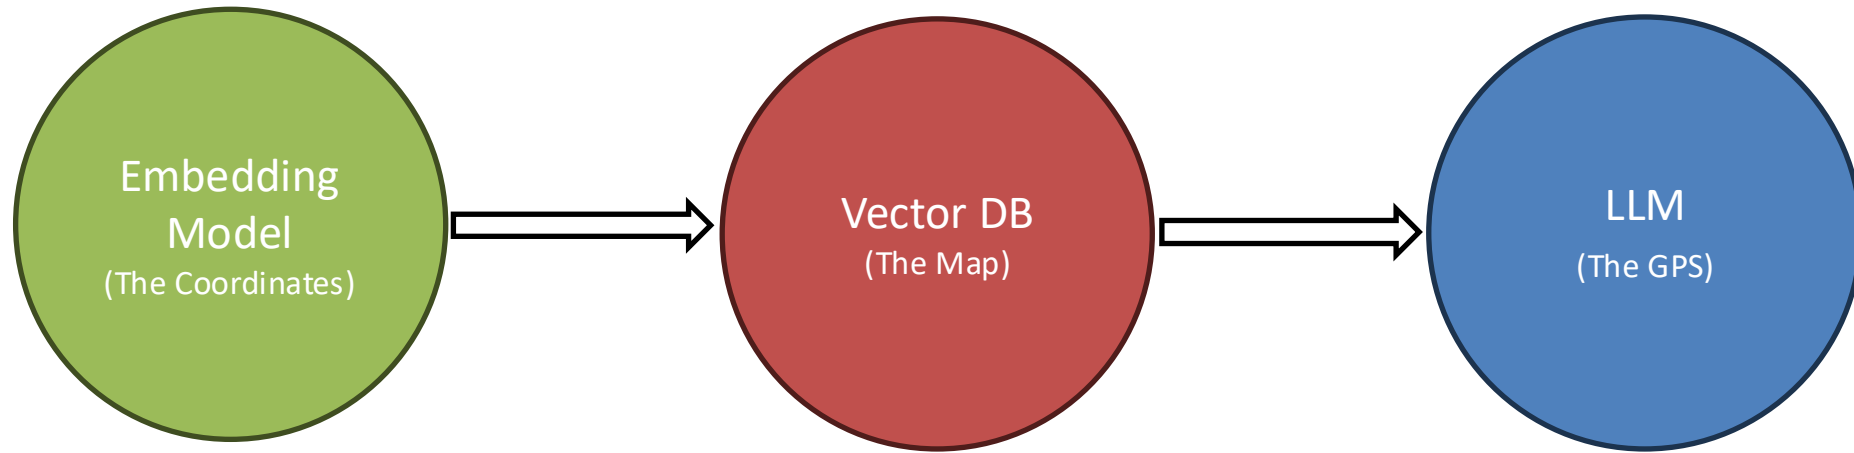 Embedding
Model
(The Coordinates)
Vector DB
(The Map)
LLM
(The GPS)